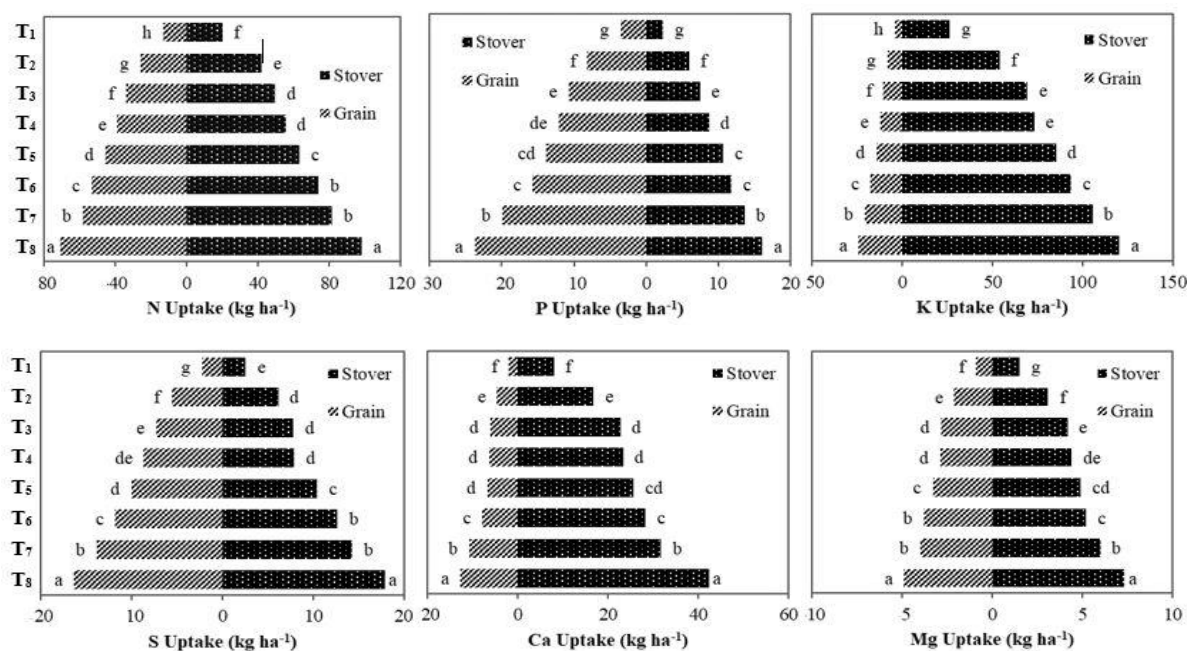 T₁ h f
T₂ g e
T₃ f d
T₄ e d
T₅ d c
T₆ c b
T₇ b b
T₈ a a
Stover
Grain
80 -40 0 40 80 120
N Uptake (kg ha⁻¹)
g g
f f
e e
de d
cd c
c c
b b
a a
Stover
Grain
30 20 10 0 10 20
P Uptake (kg ha⁻¹)
h g
g f
f e
e e
d d
c c
b b
a a
Stover
Grain
50 0 50 100 150
K Uptake (kg ha⁻¹)
T₁ g e
T₂ f d
T₃ e d
T₄ de d
T₅ d c
T₆ c b
T₇ b b
T₈ a a
Stover
Grain
20 10 0 10 20
S Uptake (kg ha⁻¹)
f f
e e
d d
d d
d cd
c c
b b
a a
Stover
Grain
20 0 20 40 60
Ca Uptake (kg ha⁻¹)
f g
e f
d e
d de
c cd
b c
b b
a a
Stover
Grain
10 5 0 5 10
Mg Uptake (kg ha⁻¹)